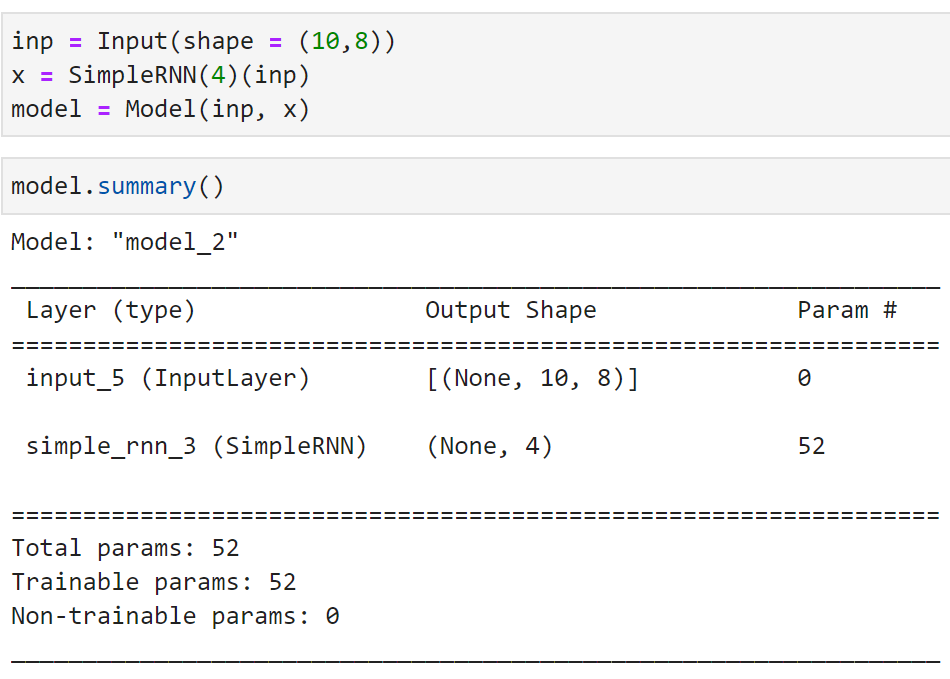 inp = Input(shape = (10,8))
x = SimpleRNN(4)(inp)
model = Model(inp, x)
model.summary()
Model: "model_2"
_________________________________________________________________
Layer (type) Output Shape Param #
=================================================================
input_5 (InputLayer) [(None, 10, 8)] 0
simple_rnn_3 (SimpleRNN) (None, 4) 52
=================================================================
Total params: 52
Trainable params: 52
Non-trainable params: 0
_________________________________________________________________